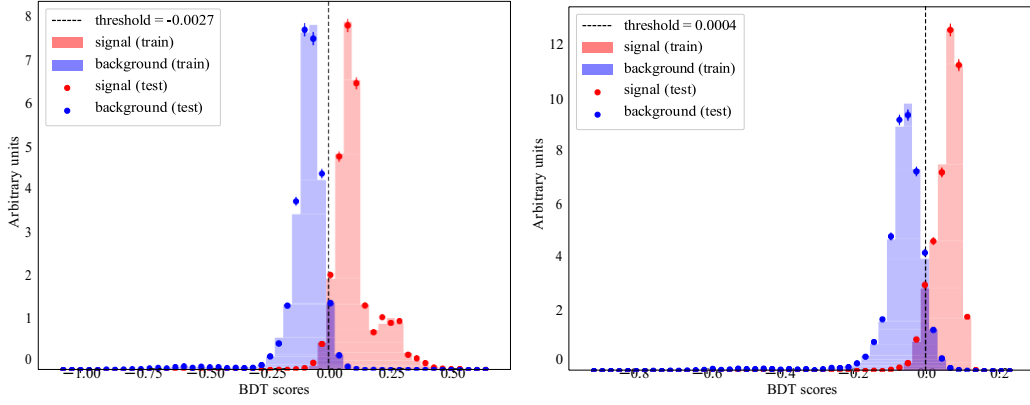 threshold = -0.0027
signal (train)
background (train)
signal (test)
background (test)
8
7
6
5
4
3
2
1
0
Arbitrary units
−1.00
−0.75
−0.50
−0.25
0.00
0.25
0.50
BDT scores
threshold = 0.0004
signal (train)
background (train)
signal (test)
background (test)
12
10
8
6
4
2
0
Arbitrary units
−0.8
−0.6
−0.4
−0.2
0.0
0.2
BDT scores